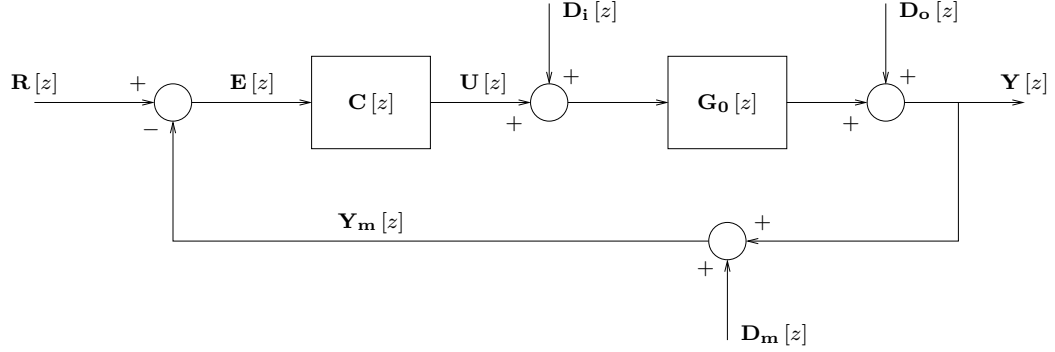 D_i [z]
D_o [z]
R [z]
+
−
E [z]
C [z]
U [z]
+
+
G_0 [z]
+
+
Y [z]
Y_m [z]
+
+
D_m [z]